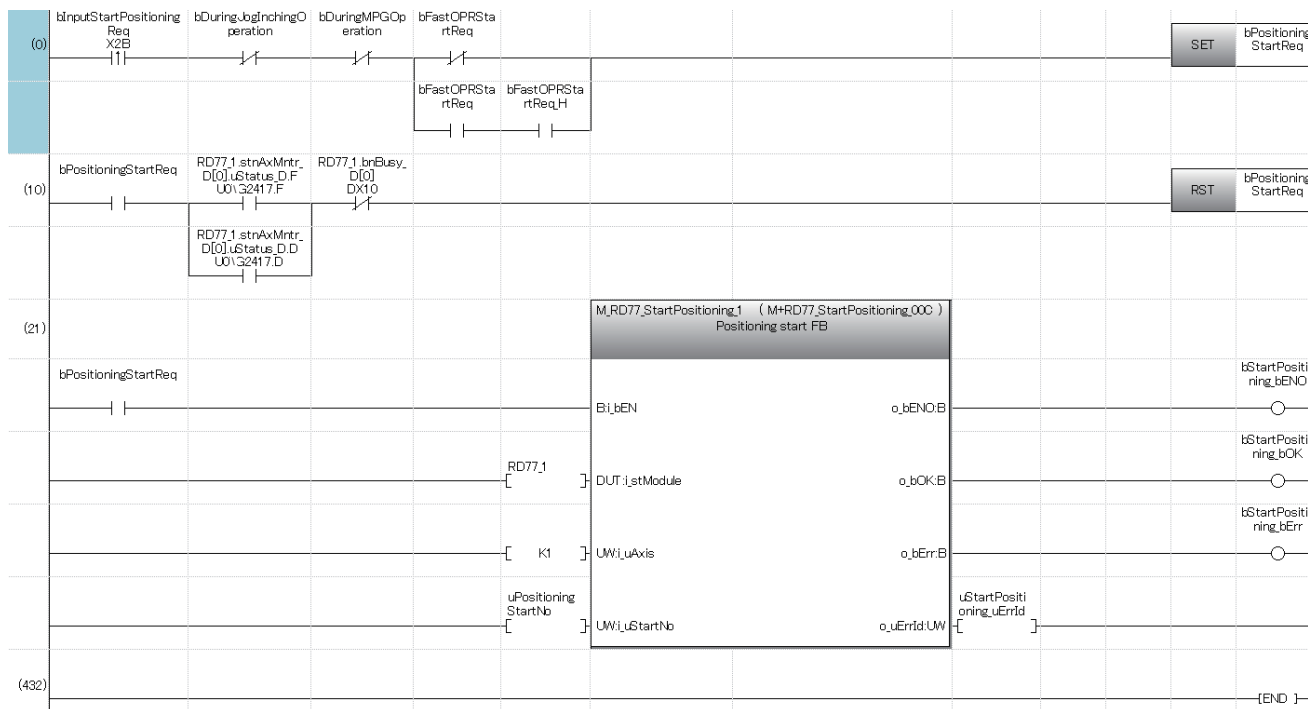 bInputStartPositioning
Req
X2B
bDuringJogInchingO
peration
bDuringMPGOp
eration
bFastOPRSta
rtReq
(0)
SET
bPositioning
StartReq
bFastOPRSta
rtReq
bFastOPRSta
rtReq_H
bPositioningStartReq
RD77_1.stnAxMntr_
D[0].uStatus_D.F
U0\G2417.F
RD77_1.bnBusy_
D[0]
DX10
(10)
RST
bPositioning
StartReq
RD77_1.stnAxMntr_
D[0].uStatus_D.D
U0\G2417.D
(21)
M_RD77_StartPositioning_1 ( M+RD77_StartPositioning_00C )
Positioning start FB
bPositioningStartReq
B:i_bEN
o_bENO:B
bStartPositi
ning_bENO
RD77_1
DUT:i_stModule
o_bOK:B
bStartPositi
ning_bOK
K1
UW:i_uAxis
o_bErr:B
bStartPositi
ning_bErr
uPositioning
StartNo
UW:i_uStartNo
o_uErrId:UW
uStartPositi
oning_uErrId
(432)
[END ]